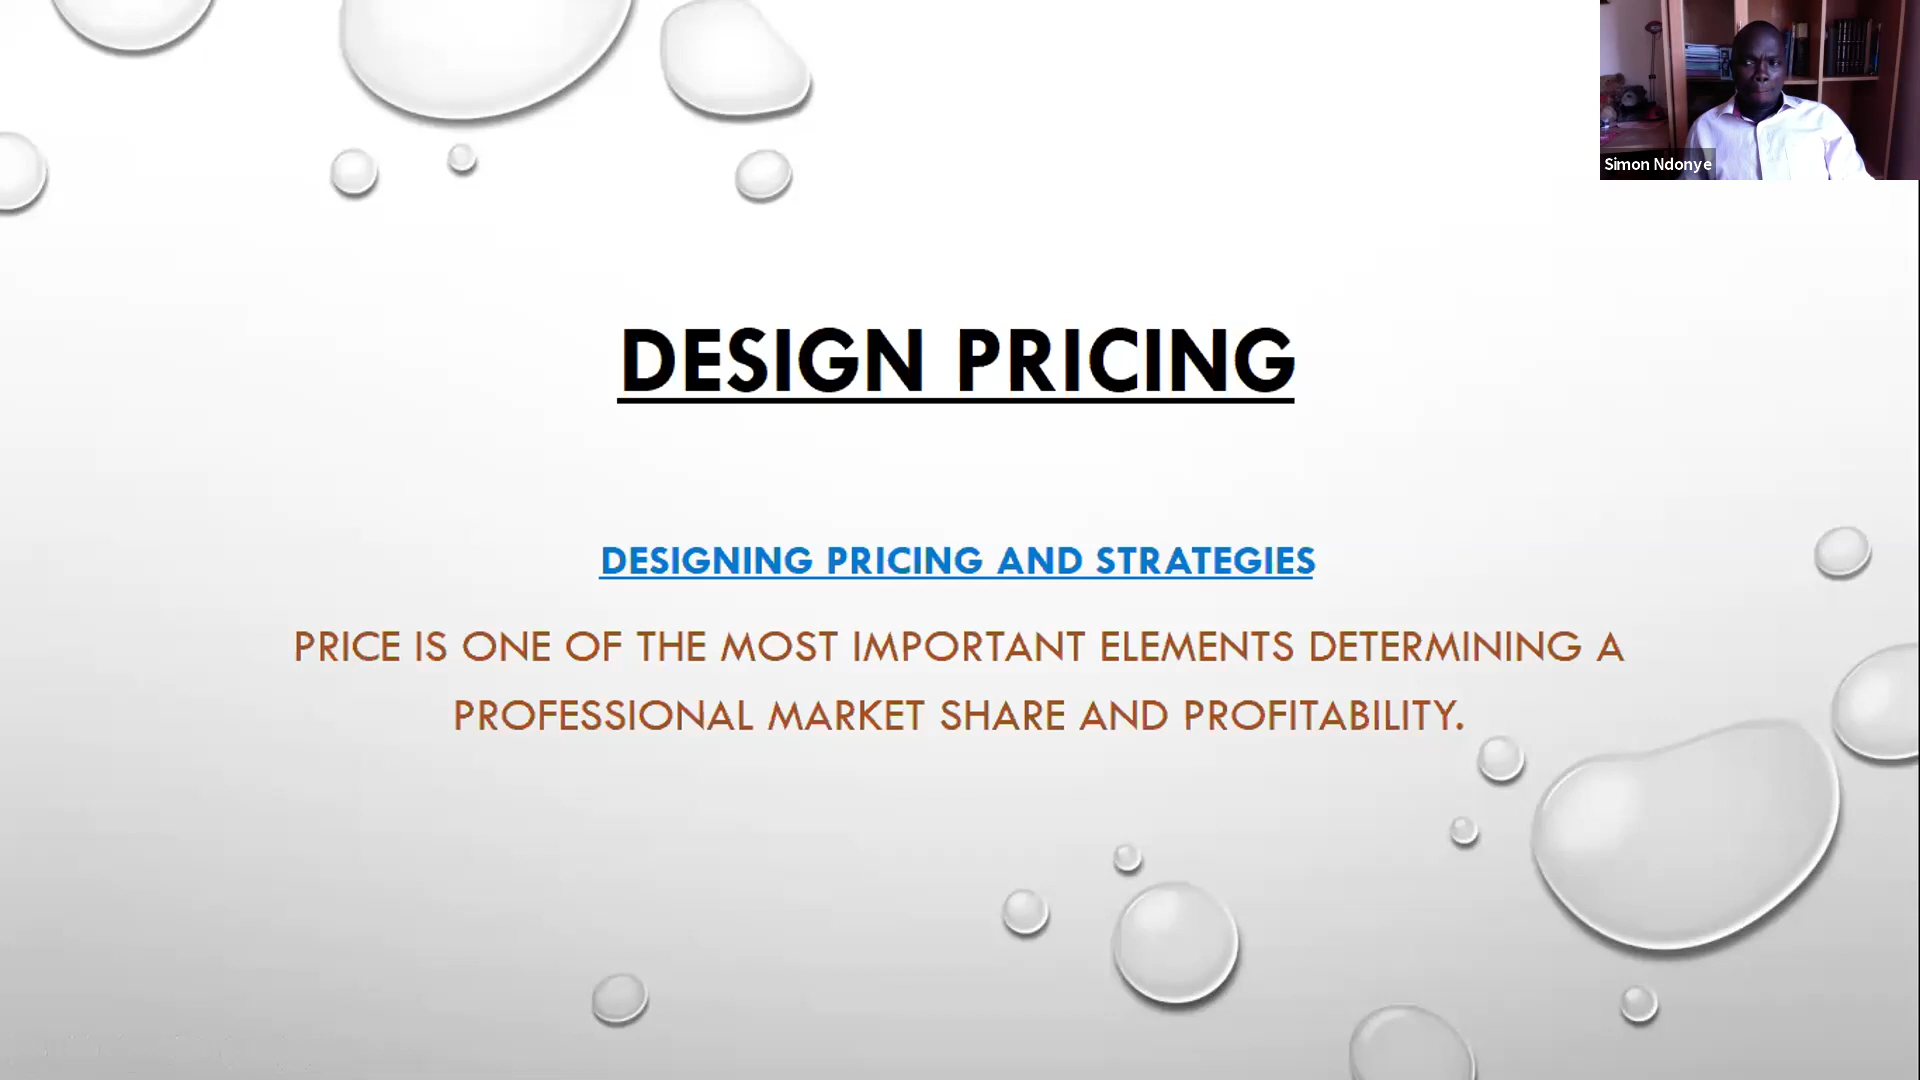 Simon Ndonye
DESIGN PRICING
DESIGNING PRICING AND STRATEGIES
PRICE IS ONE OF THE MOST IMPORTANT ELEMENTS DETERMINING A
PROFESSIONAL MARKET SHARE AND PROFITABILITY.